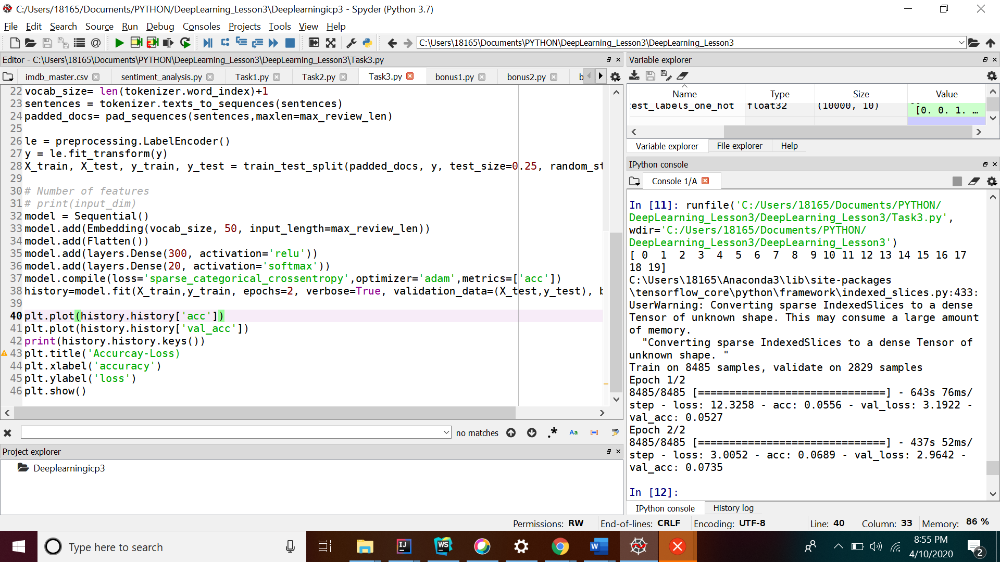 C:/Users/18165/Documents/PYTHON/DeepLearning_Lesson3\Deeplearningicp3 - Spyder (Python 3.7)
File Edit Search Source Run Debug Consoles Projects Tools View Help
C:\Users\18165\Documents\PYTHON\DeepLearning_Lesson3\DeepLearning_Lesson3
Editor - C:\Users\18165\Documents\PYTHON\DeepLearning_Lesson3\DeepLearning_Lesson3\Task3.py
imdb_master.csv sentiment_analysis.py Task1.py Task2.py Task3.py bonus1.py bonus2.py b
22 vocab_size= len(tokenizer.word_index)+1
23 sentences = tokenizer.texts_to_sequences(sentences)
24 padded_docs= pad_sequences(sentences,maxlen=max_review_len)
25
26 le = preprocessing.LabelEncoder()
27 y = le.fit_transform(y)
28 X_train, X_test, y_train, y_test = train_test_split(padded_docs, y, test_size=0.25, random_st
29
30 # Number of features
31 # print(input_dim)
32 model = Sequential()
33 model.add(Embedding(vocab_size, 50, input_length=max_review_len))
34 model.add(Flatten())
35 model.add(layers.Dense(300, activation='relu'))
36 model.add(layers.Dense(20, activation='softmax'))
37 model.compile(loss='sparse_categorical_crossentropy',optimizer='adam',metrics=['acc'])
38 history=model.fit(X_train,y_train, epochs=2, verbose=True, validation_data=(X_test,y_test), b
39
40 plt.plot(history.history['acc'])
41 plt.plot(history.history['val_acc'])
42 print(history.history.keys())
43 plt.title('Accurcay-Loss)
44 plt.xlabel('accuracy')
45 plt.ylabel('loss')
46 plt.show()
no matches .* Aa
Project explorer
Deeplearningicp3
Variable explorer
Name Type Size Value
est_labels_one_hot float32 (10000, 10) [0. 0. 1. …
Variable explorer File explorer Help
IPython console
Console 1/A
In [11]: runfile('C:/Users/18165/Documents/PYTHON/
DeepLearning_Lesson3/DeepLearning_Lesson3/Task3.py',
wdir='C:/Users/18165/Documents/PYTHON/
DeepLearning_Lesson3/DeepLearning_Lesson3')
[ 0 1 2 3 4 5 6 7 8 9 10 11 12 13 14 15 16 17
18 19]
C:\Users\18165\Anaconda3\lib\site-packages
\tensorflow_core\python\framework\indexed_slices.py:433:
UserWarning: Converting sparse IndexedSlices to a dense
Tensor of unknown shape. This may consume a large amount
of memory.
"Converting sparse IndexedSlices to a dense Tensor of
unknown shape. "
Train on 8485 samples, validate on 2829 samples
Epoch 1/2
8485/8485 [==============================] - 643s 76ms/
step - loss: 12.3258 - acc: 0.0556 - val_loss: 3.1922 -
val_acc: 0.0527
Epoch 2/2
8485/8485 [==============================] - 437s 52ms/
step - loss: 3.0052 - acc: 0.0689 - val_loss: 2.9642 -
val_acc: 0.0735
In [12]:
IPython console History log
Permissions: RW End-of-lines: CRLF Encoding: UTF-8 Line: 40 Column: 33 Memory: 86 %
Type here to search
IJ WS W
8:55 PM
4/10/2020
2